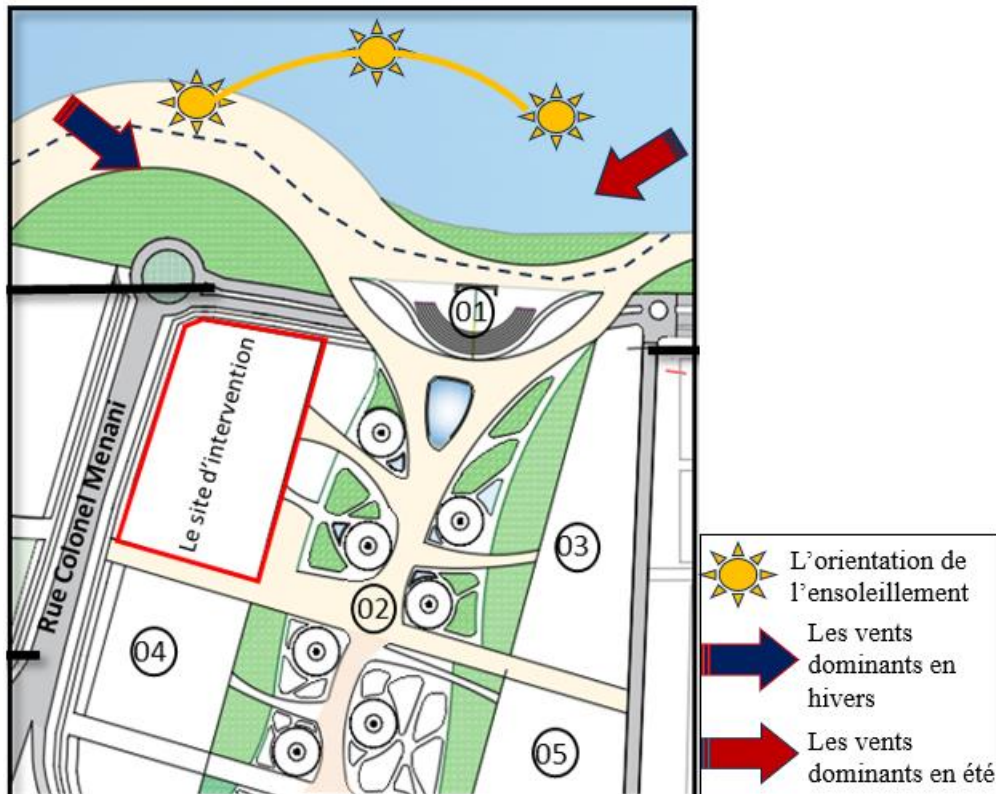 01
Le site d'intervention
Rue Colonel Menani
03
02
04
05
L'orientation de
l'ensoleillement
Les vents
dominants en
hivers
Les vents
dominants en été